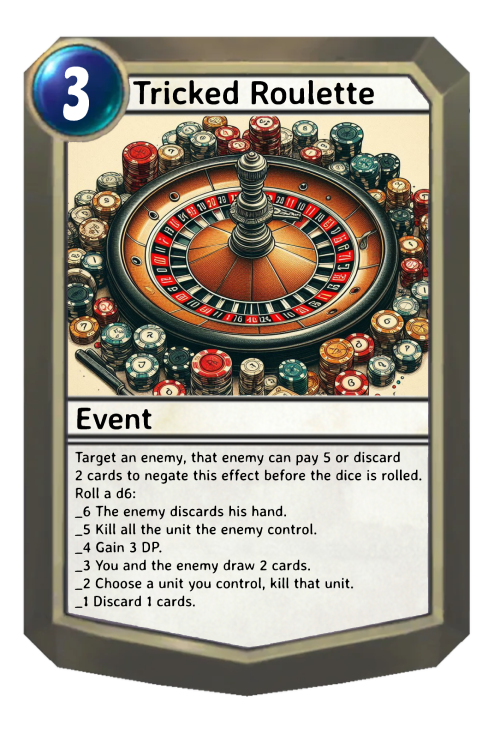 3
Tricked Roulette
Event
Target an enemy, that enemy can pay 5 or discard
2 cards to negate this effect before the dice is rolled.
Roll a d6:
_6 The enemy discards his hand.
_5 Kill all the unit the enemy control.
_4 Gain 3 DP.
_3 You and the enemy draw 2 cards.
_2 Choose a unit you control, kill that unit.
_1 Discard 1 cards.